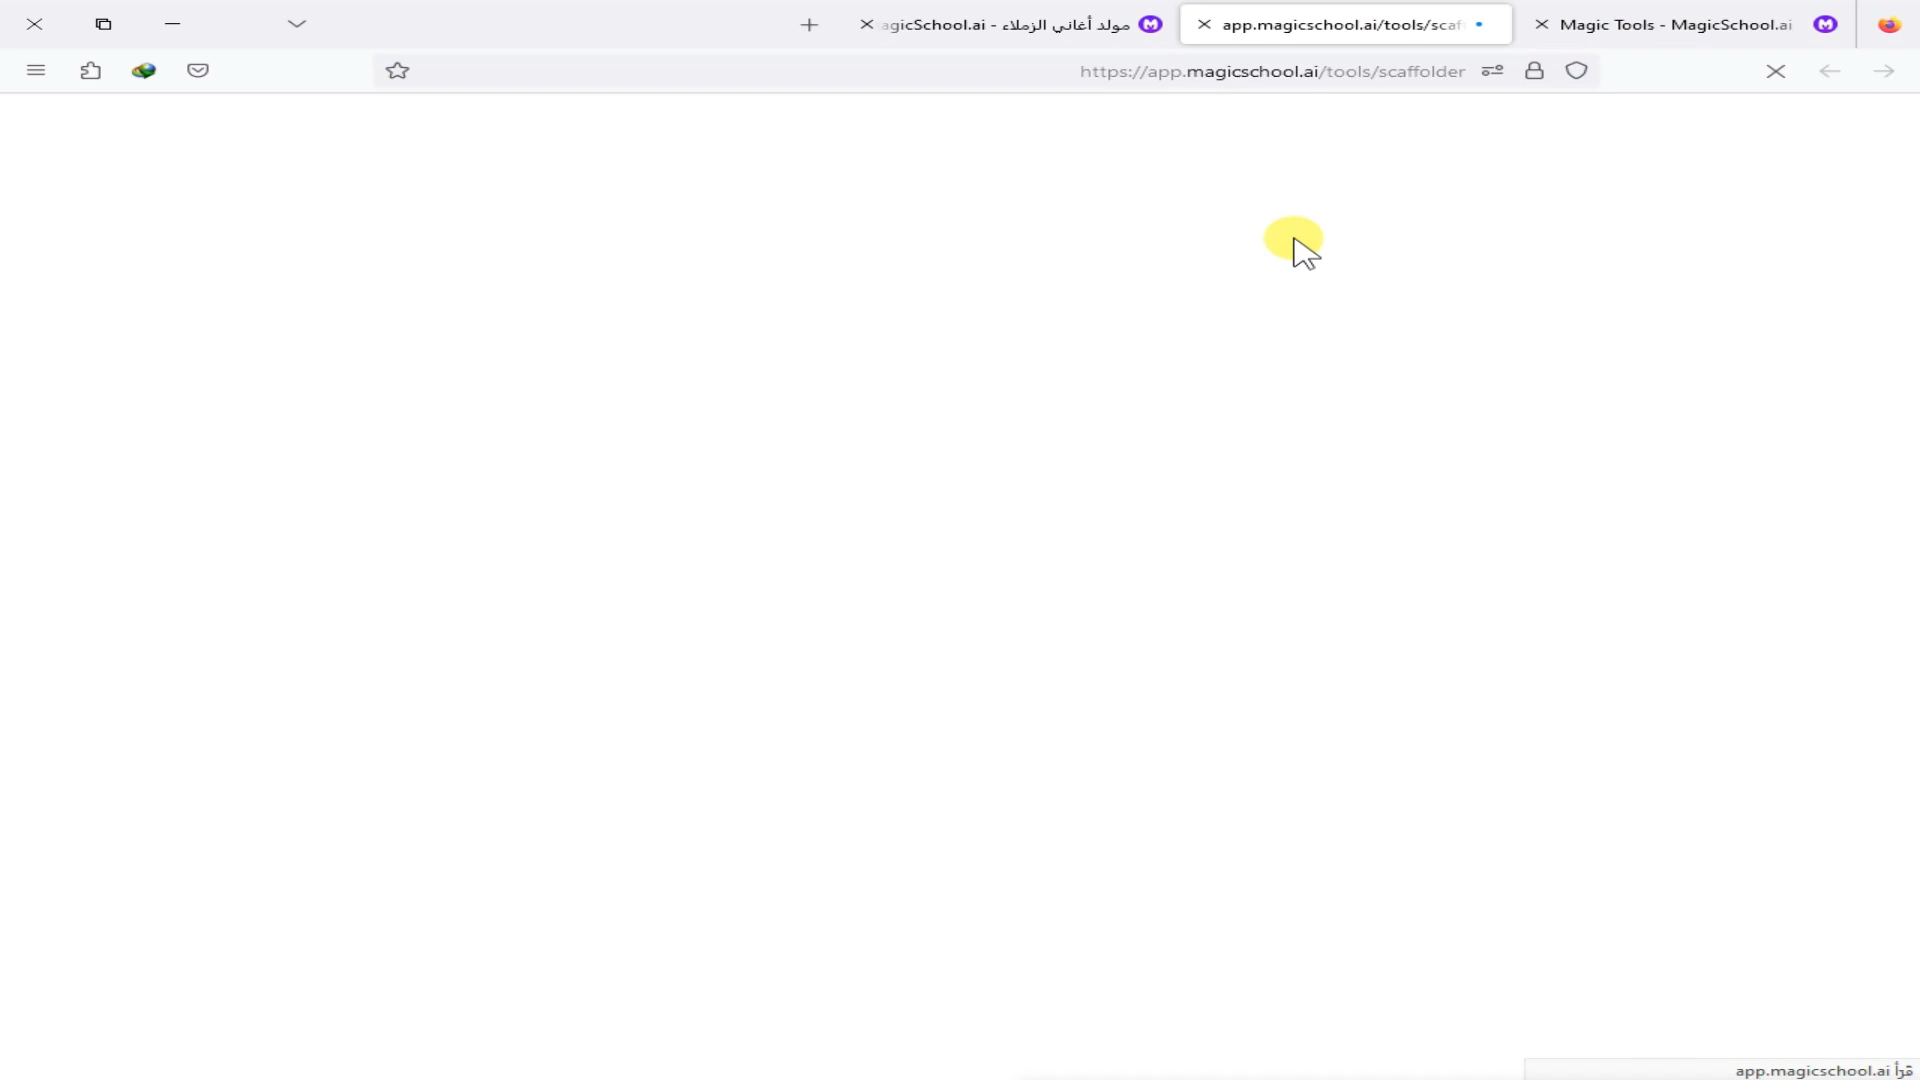 Magic Tools - MagicSchool.ai
app.magicschool.ai/tools/scaf
مولد أغاني الزملاء - agicSchool.ai
https://app.magicschool.ai/tools/scaffolder
قرأ app.magicschool.ai